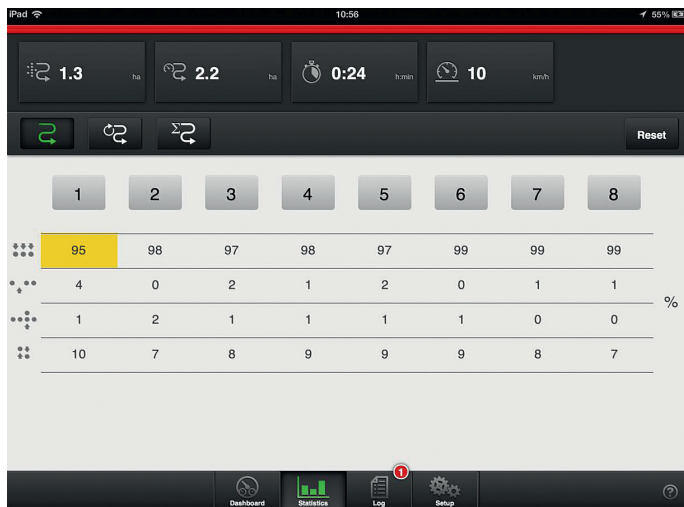 iPad 10:56 55%
1.3 ha 2.2 ha 0:24 h:min 10 km/h
Σ Reset
1 2 3 4 5 6 7 8
95 98 97 98 97 99 99 99
4 0 2 1 2 0 1 1
%
1 2 1 1 1 1 0 0
10 7 8 9 9 9 8 7
1
Dashboard Statistics Log Setup ?